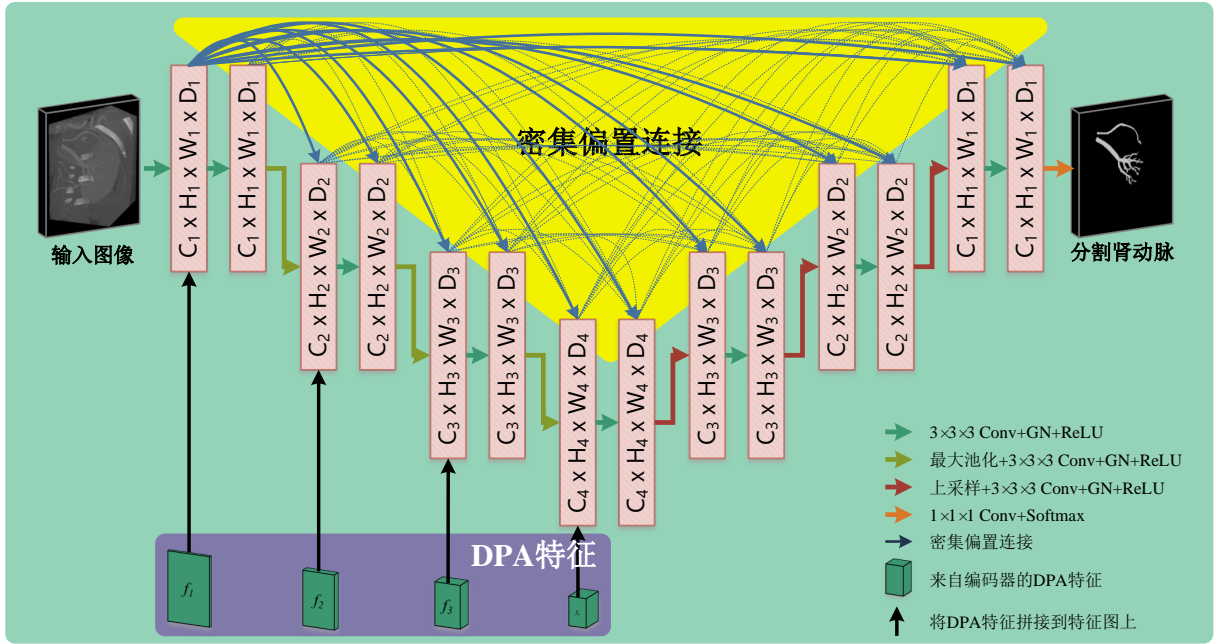 密集偏置连接
输入图像
C₁ x H₁ x W₁ x D₁
C₁ x H₁ x W₁ x D₁
C₂ x H₂ x W₂ x D₂
C₂ x H₂ x W₂ x D₂
C₃ x H₃ x W₃ x D₃
C₃ x H₃ x W₃ x D₃
C₄ x H₄ x W₄ x D₄
C₄ x H₄ x W₄ x D₄
C₃ x H₃ x W₃ x D₃
C₃ x H₃ x W₃ x D₃
C₂ x H₂ x W₂ x D₂
C₂ x H₂ x W₂ x D₂
C₁ x H₁ x W₁ x D₁
C₁ x H₁ x W₁ x D₁
分割肾动脉
DPA特征
f₁
f₂
f₃
3×3×3 Conv+GN+ReLU
最大池化+3×3×3 Conv+GN+ReLU
上采样+3×3×3 Conv+GN+ReLU
1×1×1 Conv+Softmax
密集偏置连接
来自编码器的DPA特征
将DPA特征拼接到特征图上